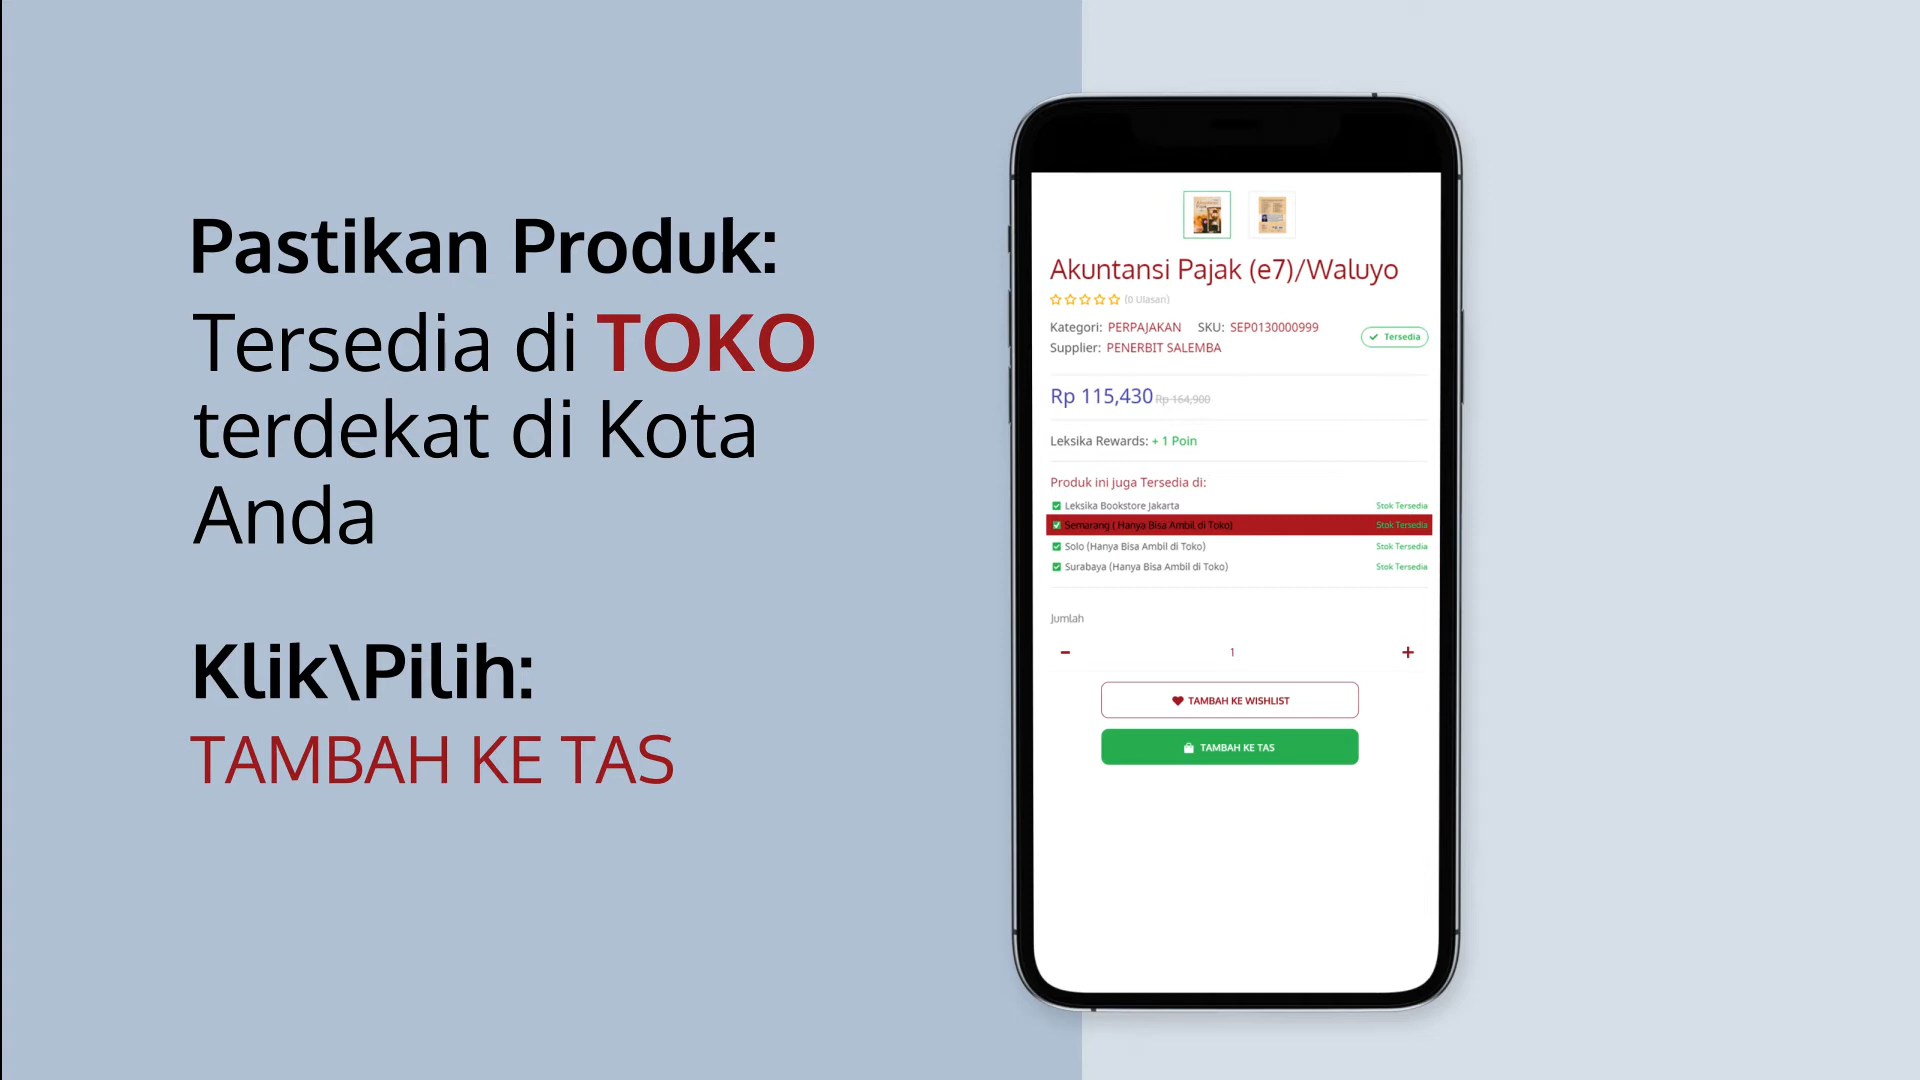 Pastikan Produk:
Tersedia di TOKO
terdekat di Kota
Anda
Klik\Pilih:
TAMBAH KE TAS
Akuntansi Pajak (e7)/Waluyo
(0 Ulasan)
Kategori: PERPAJAKAN SKU: SEP0130000999
Supplier: PENERBIT SALEMBA
Tersedia
Rp 115,430 Rp 164,900
Leksika Rewards: + 1 Poin
Produk ini juga Tersedia di:
Leksika Bookstore Jakarta Stok Tersedia
Semarang ( Hanya Bisa Ambil di Toko) Stok Tersedia
Solo (Hanya Bisa Ambil di Toko) Stok Tersedia
Surabaya (Hanya Bisa Ambil di Toko) Stok Tersedia
Jumlah
- 1 +
TAMBAH KE WISHLIST
TAMBAH KE TAS